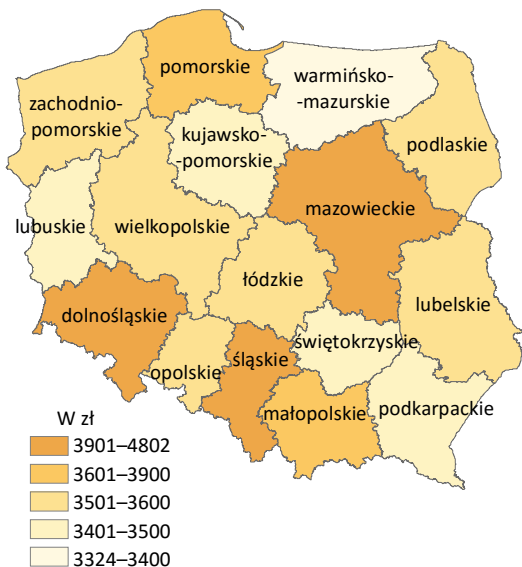 pomorskie
warmińsko-
-mazurskie
zachodnio-
pomorskie
kujawsko-
-pomorskie
podlaskie
mazowieckie
lubuskie
wielkopolskie
łódzkie
lubelskie
dolnośląskie
świętokrzyskie
śląskie
opolskie
małopolskie
podkarpackie
W zł
3901–4802
3601–3900
3501–3600
3401–3500
3324–3400